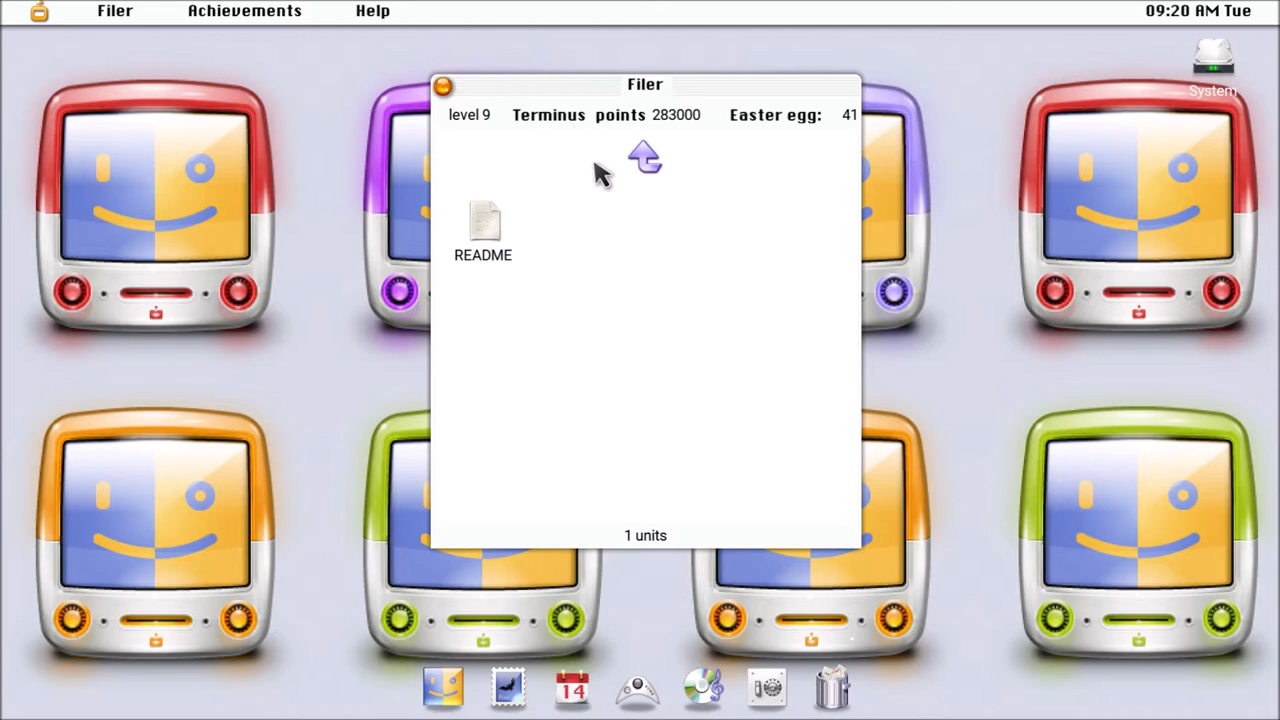 Filer Achievements Help 09:20 AM Tue
System
Filer
level 9 Terminus points 283000 Easter egg: 41
README
1 units
14